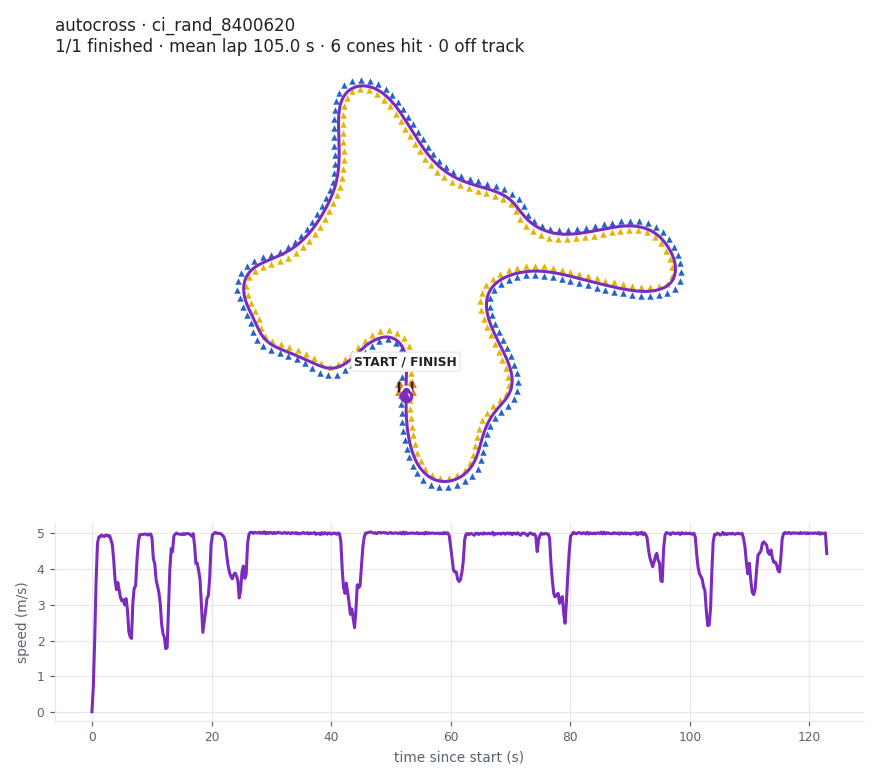 autocross · ci_rand_8400620
1/1 finished · mean lap 105.0 s · 6 cones hit · 0 off track
START / FINISH
5
4
3
2
1
0
speed (m/s)
0 20 40 60 80 100 120
time since start (s)